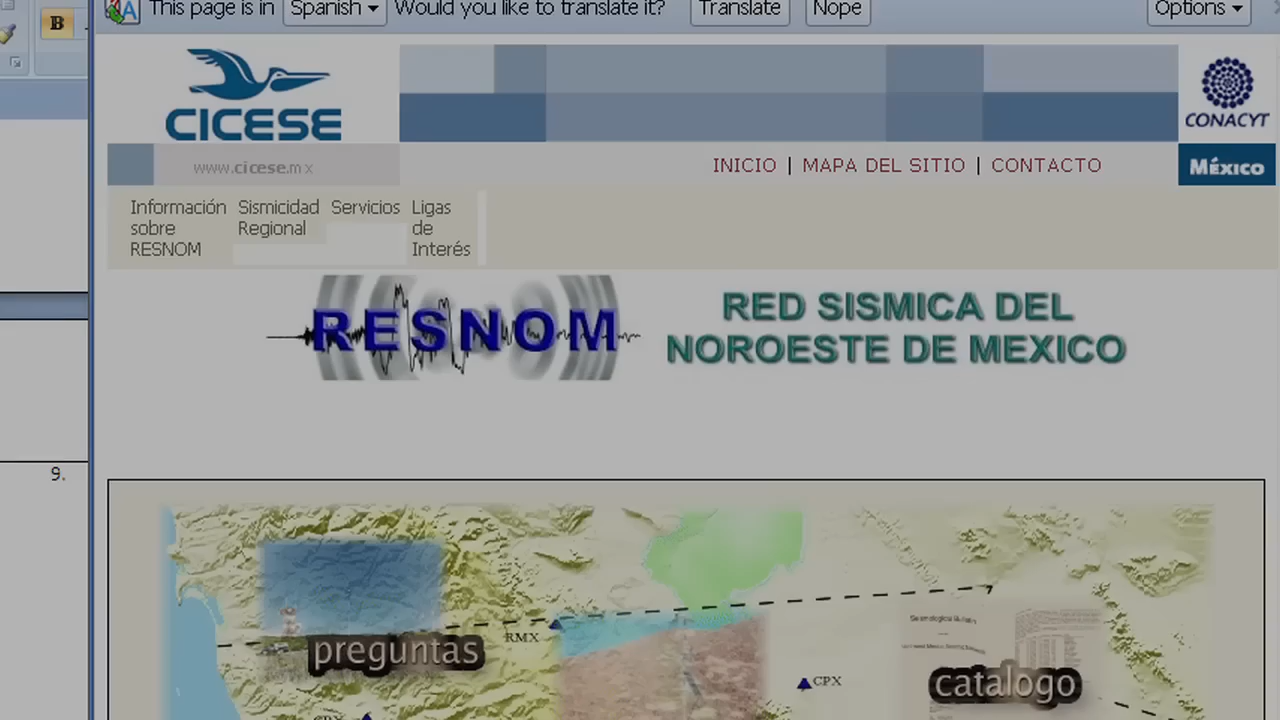 This page is in Spanish Would you like to translate it? Translate Nope Options
B
CICESE
CONACYT
www.cicese.mx
INICIO | MAPA DEL SITIO | CONTACTO
México
Información sobre RESNOM
Sismicidad Regional
Servicios
Ligas de Interés
RESNOM
RED SISMICA DEL
NOROESTE DE MEXICO
9.
RMX
preguntas
CPX
catalogo